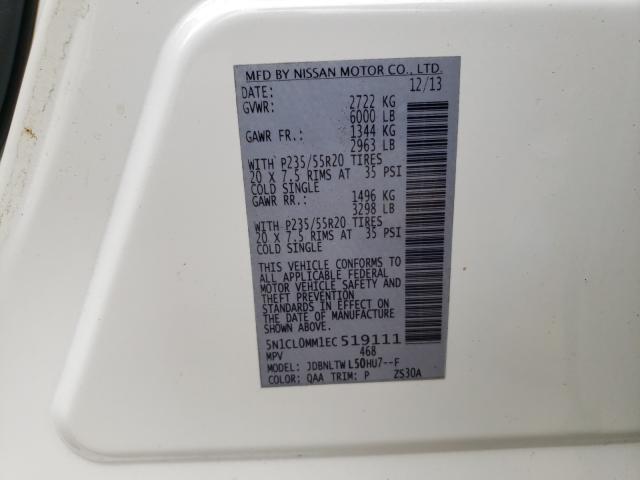 MFD BY NISSAN MOTOR CO., LTD.
DATE: 12/13
GVWR: 2722 KG
6000 LB
GAWR FR.: 1344 KG
2963 LB
WITH P235/55R20 TIRES
20 X 7.5 RIMS AT 35 PSI
COLD SINGLE
GAWR RR.: 1496 KG
3298 LB
WITH P235/55R20 TIRES
20 X 7.5 RIMS AT 35 PSI
COLD SINGLE
THIS VEHICLE CONFORMS TO
ALL APPLICABLE FEDERAL
MOTOR VEHICLE SAFETY AND
THEFT PREVENTION
STANDARDS IN EFFECT ON
THE DATE OF MANUFACTURE
SHOWN ABOVE.
5N1CL0MM1EC519111
MPV 468
MODEL: JDBNLTWL50HU7--F
COLOR: QAA TRIM: P ZS30A